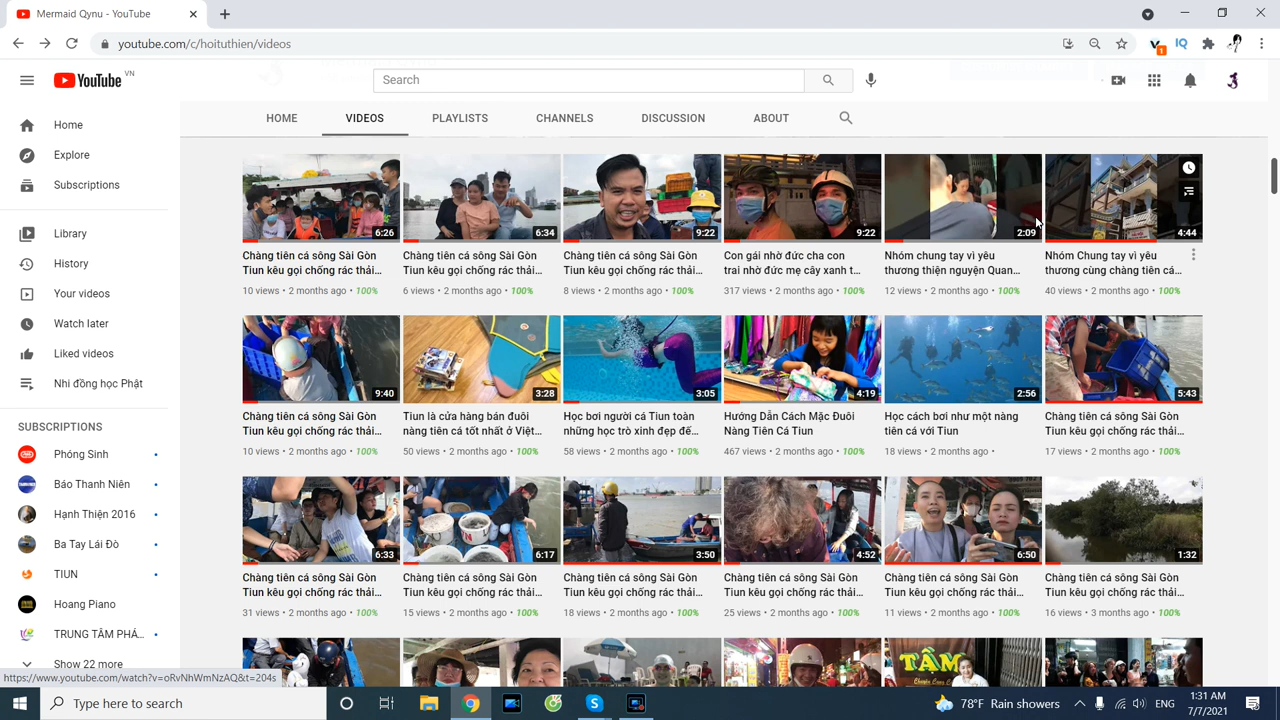 Mermaid Qynu - YouTube
youtube.com/c/hoituthien/videos
1
IQ
YouTube VN
Search
HOME
VIDEOS
PLAYLISTS
CHANNELS
DISCUSSION
ABOUT
Home
Explore
Subscriptions
Library
History
Your videos
Watch later
Liked videos
Nhi đồng học Phật
SUBSCRIPTIONS
Phóng Sinh
Báo Thanh Niên
Hạnh Thiện 2016
Ba Tay Lái Đò
TIUN
Hoang Piano
TRUNG TÂM PHÁ...
Show 22 more
6:26
Chàng tiên cá sông Sài Gòn
Tiun kêu gọi chống rác thải...
10 views • 2 months ago • 100%
6:34
Chàng tiên cá sông Sài Gòn
Tiun kêu gọi chống rác thải...
6 views • 2 months ago • 100%
9:22
Chàng tiên cá sông Sài Gòn
Tiun kêu gọi chống rác thải...
8 views • 2 months ago • 100%
9:22
Con gái nhờ đức cha con
trai nhờ đức mẹ cây xanh t...
317 views • 2 months ago • 100%
2:09
Nhóm chung tay vì yêu
thương thiện nguyện Quan...
12 views • 2 months ago • 100%
4:44
Nhóm Chung tay vì yêu
thương cùng chàng tiên cá...
40 views • 2 months ago • 100%
9:40
Chàng tiên cá sông Sài Gòn
Tiun kêu gọi chống rác thải...
10 views • 2 months ago • 100%
3:28
Tiun là cửa hàng bán đuôi
nàng tiên cá tốt nhất ở Việt...
50 views • 2 months ago • 100%
3:05
Học bơi người cá Tiun toàn
những học trò xinh đẹp đế...
58 views • 2 months ago • 100%
4:19
Hướng Dẫn Cách Mặc Đuôi
Nàng Tiên Cá Tiun
467 views • 2 months ago • 100%
2:56
Học cách bơi như một nàng
tiên cá với Tiun
18 views • 2 months ago •
5:43
Chàng tiên cá sông Sài Gòn
Tiun kêu gọi chống rác thải...
17 views • 2 months ago • 100%
6:33
Chàng tiên cá sông Sài Gòn
Tiun kêu gọi chống rác thải...
31 views • 2 months ago • 100%
6:17
Chàng tiên cá sông Sài Gòn
Tiun kêu gọi chống rác thải...
15 views • 2 months ago • 100%
3:50
Chàng tiên cá sông Sài Gòn
Tiun kêu gọi chống rác thải...
18 views • 2 months ago • 100%
4:52
Chàng tiên cá sông Sài Gòn
Tiun kêu gọi chống rác thải...
25 views • 2 months ago • 100%
6:50
Chàng tiên cá sông Sài Gòn
Tiun kêu gọi chống rác thải...
11 views • 2 months ago • 100%
1:32
Chàng tiên cá sông Sài Gòn
Tiun kêu gọi chống rác thải...
16 views • 3 months ago • 100%
TÂM
https://www.youtube.com/watch?v=oRvNhWmNzAQ&t=204s
Type here to search
78°F Rain showers
ENG
1:31 AM
7/7/2021